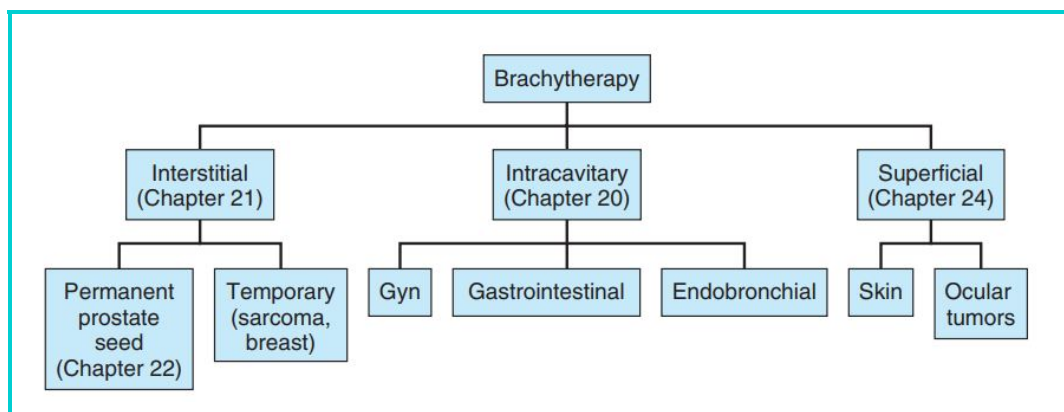 Brachytherapy
Interstitial
(Chapter 21)
Intracavitary
(Chapter 20)
Superficial
(Chapter 24)
Permanent
prostate
seed
(Chapter 22)
Temporary
(sarcoma,
breast)
Gyn
Gastrointestinal
Endobronchial
Skin
Ocular
tumors